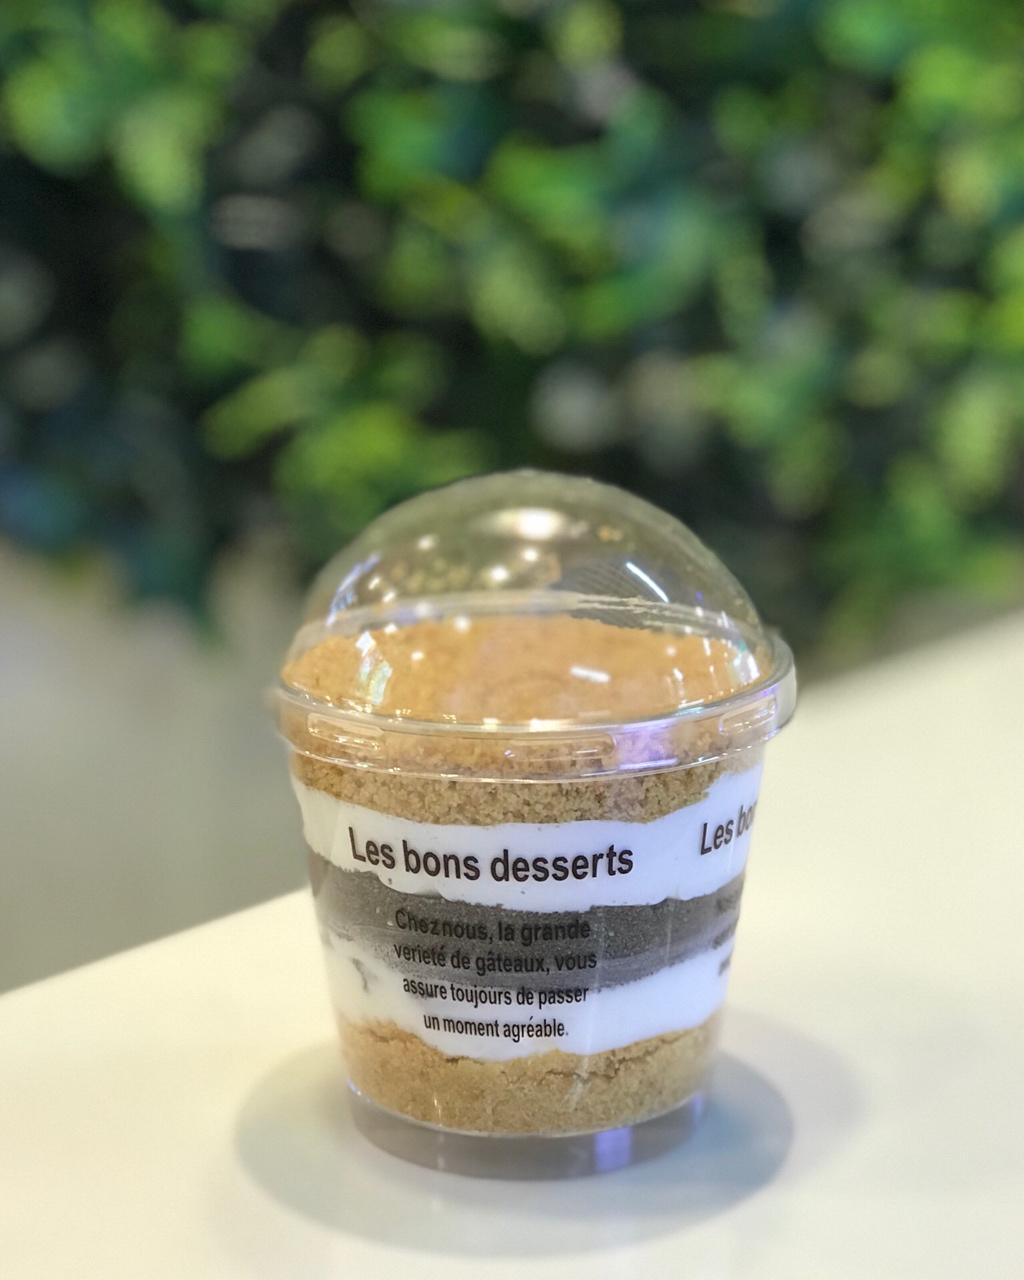 Les bons desserts
Chez nous, la grande
verieté de gâteaux, vous
assure toujours de passer
un moment agréable.
Les bo